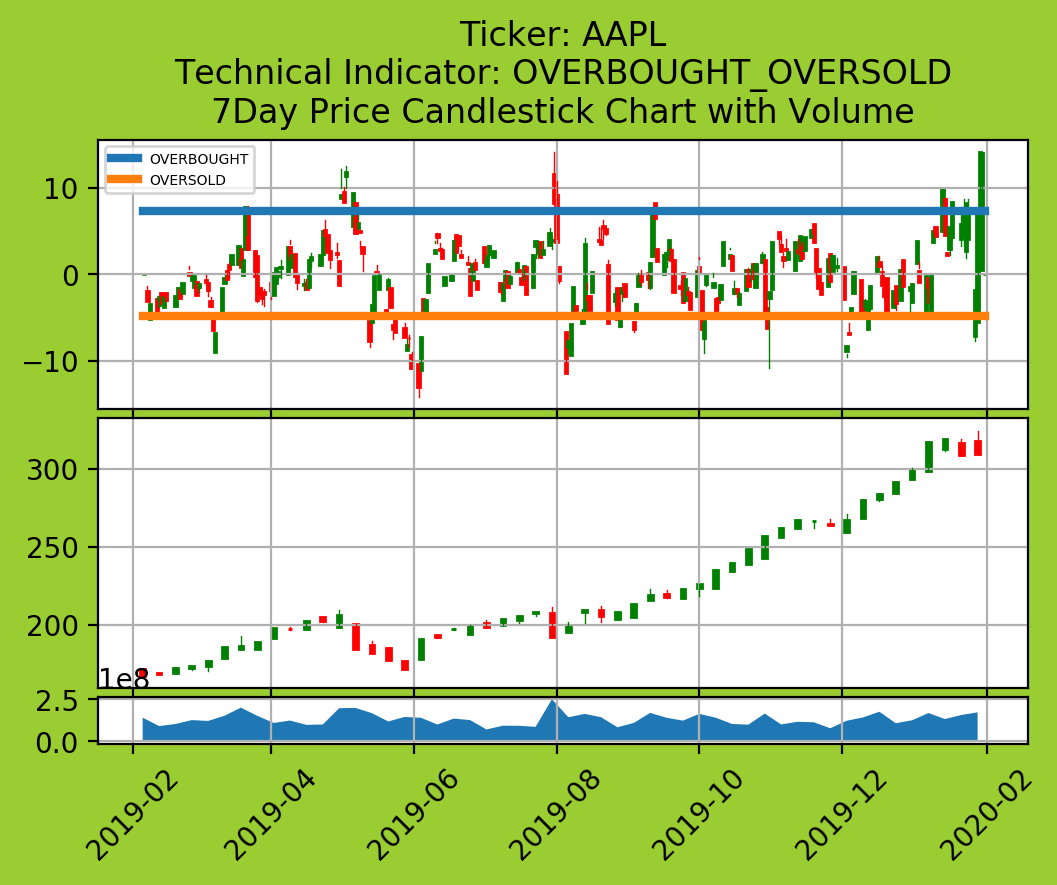 Ticker: AAPL
Technical Indicator: OVERBOUGHT_OVERSOLD
7Day Price Candlestick Chart with Volume
OVERBOUGHT
OVERSOLD
10
0
−10
300
250
200
1e8
2.5
0.0
2019-02
2019-04
2019-06
2019-08
2019-10
2019-12
2020-02